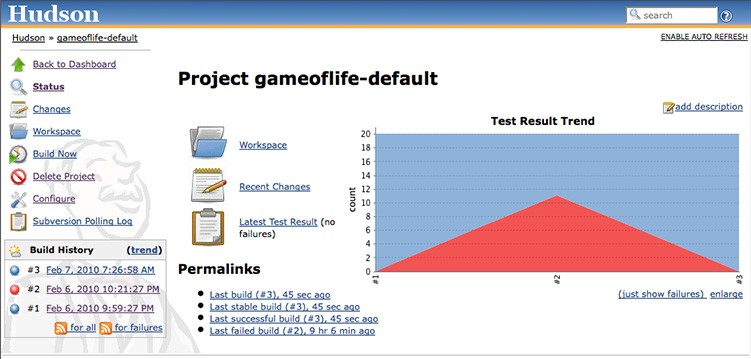 Hudson
search
Hudson » gameoflife-default
ENABLE AUTO REFRESH
Back to Dashboard
Status
Changes
Workspace
Build Now
Delete Project
Configure
Subversion Polling Log
Build History (trend)
#3 Feb 7, 2010 7:26:58 AM
#2 Feb 6, 2010 10:21:27 PM
#1 Feb 6, 2010 9:59:27 PM
for all for failures
Project gameoflife-default
add description
Workspace
Recent Changes
Latest Test Result (no
failures)
Permalinks
Last build (#3), 45 sec ago
Last stable build (#3), 45 sec ago
Last successful build (#3), 45 sec ago
Last failed build (#2), 9 hr 6 min ago
Test Result Trend
count
20
18
16
14
12
10
8
6
4
2
0
#1
#2
#3
(just show failures) enlarge